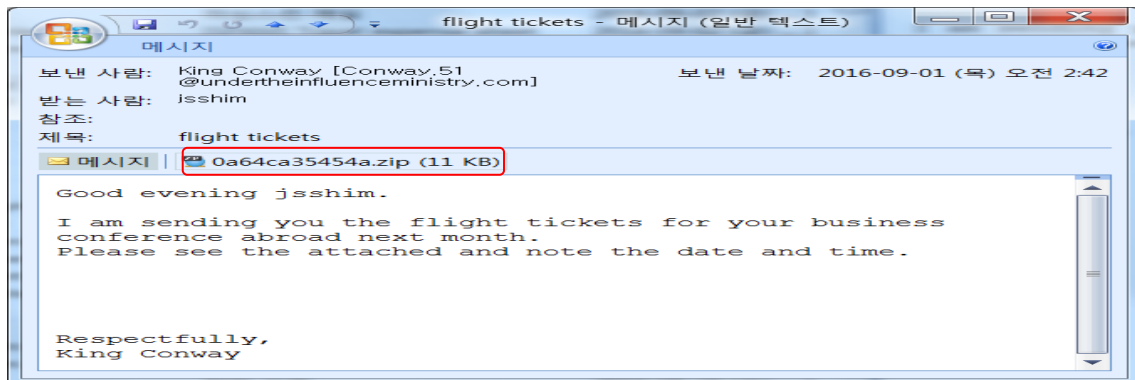 flight tickets - 메시지 (일반 텍스트)
메시지
보낸 사람: King Conway [Conway.51
@undertheinfluenceministry.com]
보낸 날짜: 2016-09-01 (목) 오전 2:42
받는 사람: jsshim
참조:
제목: flight tickets
메시지 0a64ca35454a.zip (11 KB)
Good evening jsshim.
I am sending you the flight tickets for your business
conference abroad next month.
Please see the attached and note the date and time.
Respectfully,
King Conway